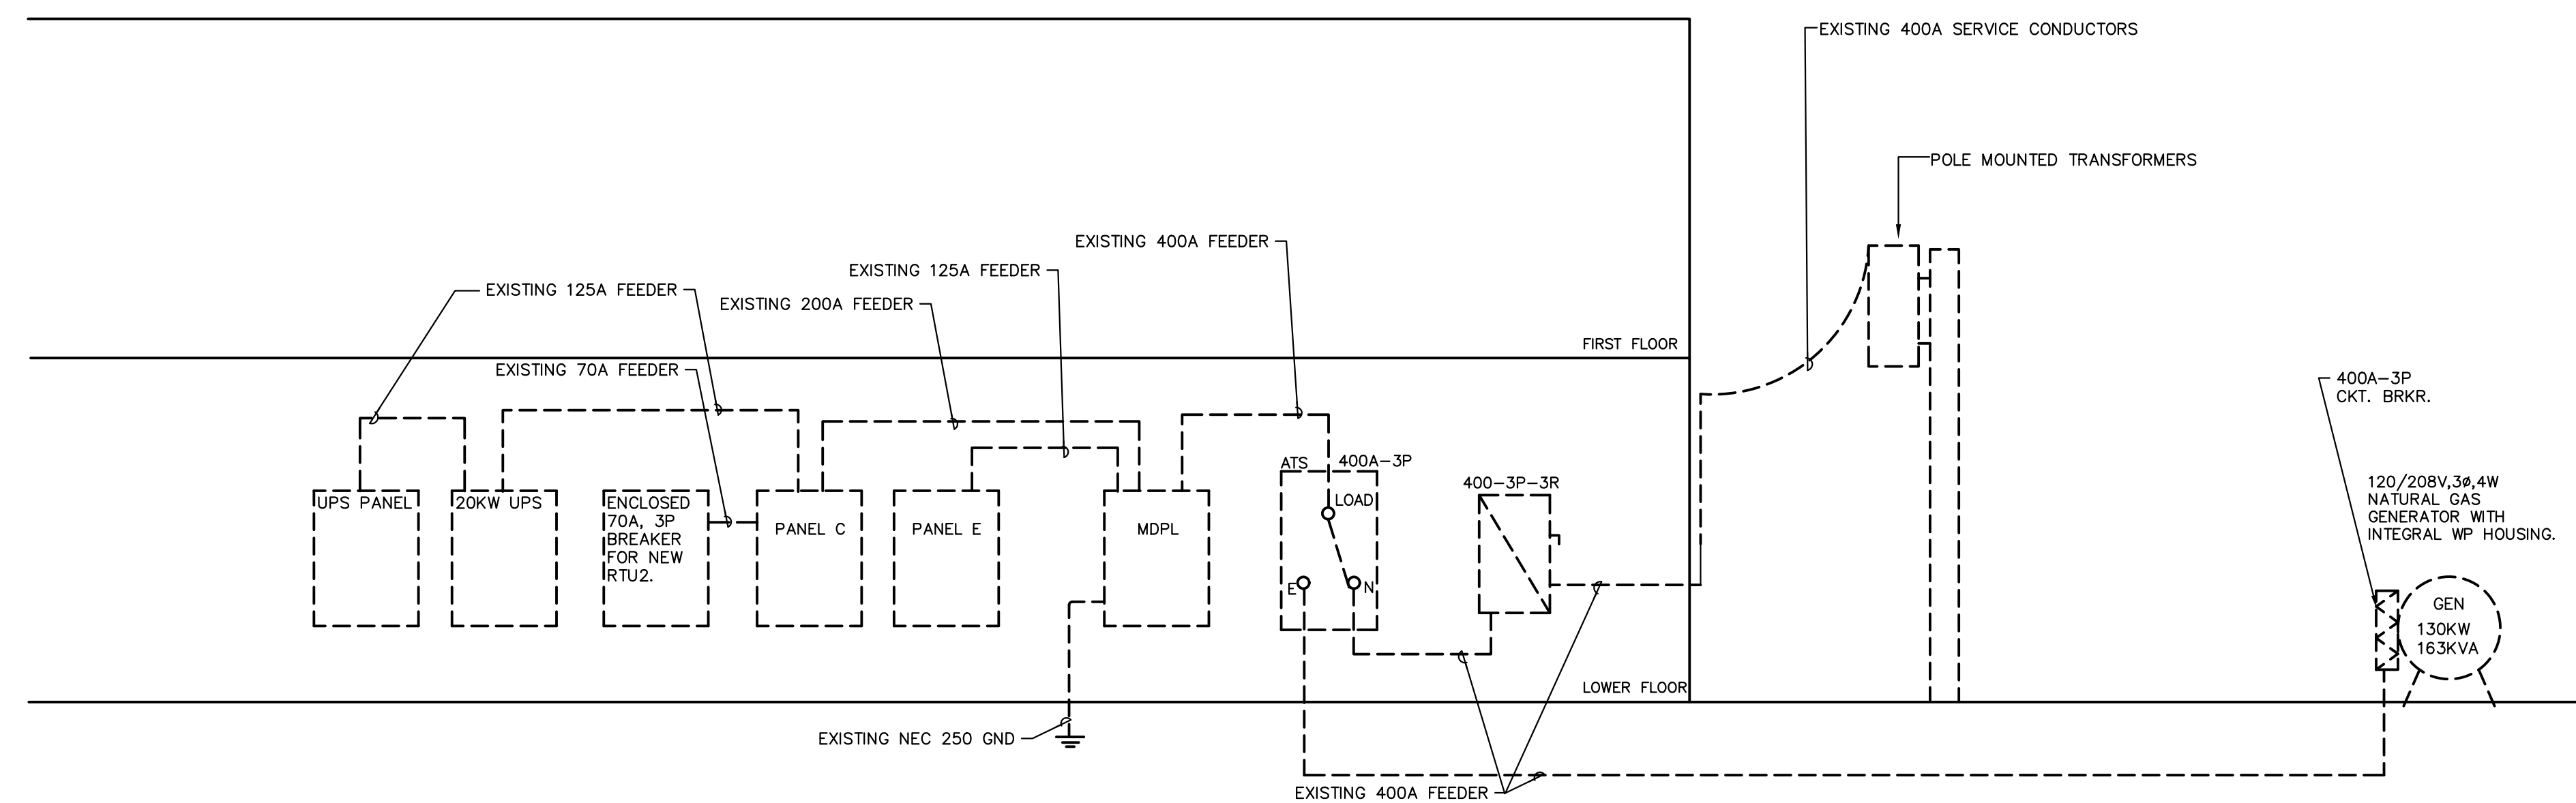 EXISTING 400A SERVICE CONDUCTORS
POLE MOUNTED TRANSFORMERS
EXISTING 400A FEEDER
EXISTING 125A FEEDER
EXISTING 125A FEEDER
EXISTING 200A FEEDER
FIRST FLOOR
EXISTING 70A FEEDER
400A-3P
CKT. BRKR.
ATS
400A-3P
400-3P-3R
120/208V,3ø,4W
NATURAL GAS
GENERATOR WITH
INTEGRAL WP HOUSING.
UPS PANEL
20KW UPS
ENCLOSED
70A, 3P
BREAKER
FOR NEW
RTU2.
PANEL C
PANEL E
MDPL
LOAD
E
N
GEN
130KW
163KVA
LOWER FLOOR
EXISTING NEC 250 GND
EXISTING 400A FEEDER